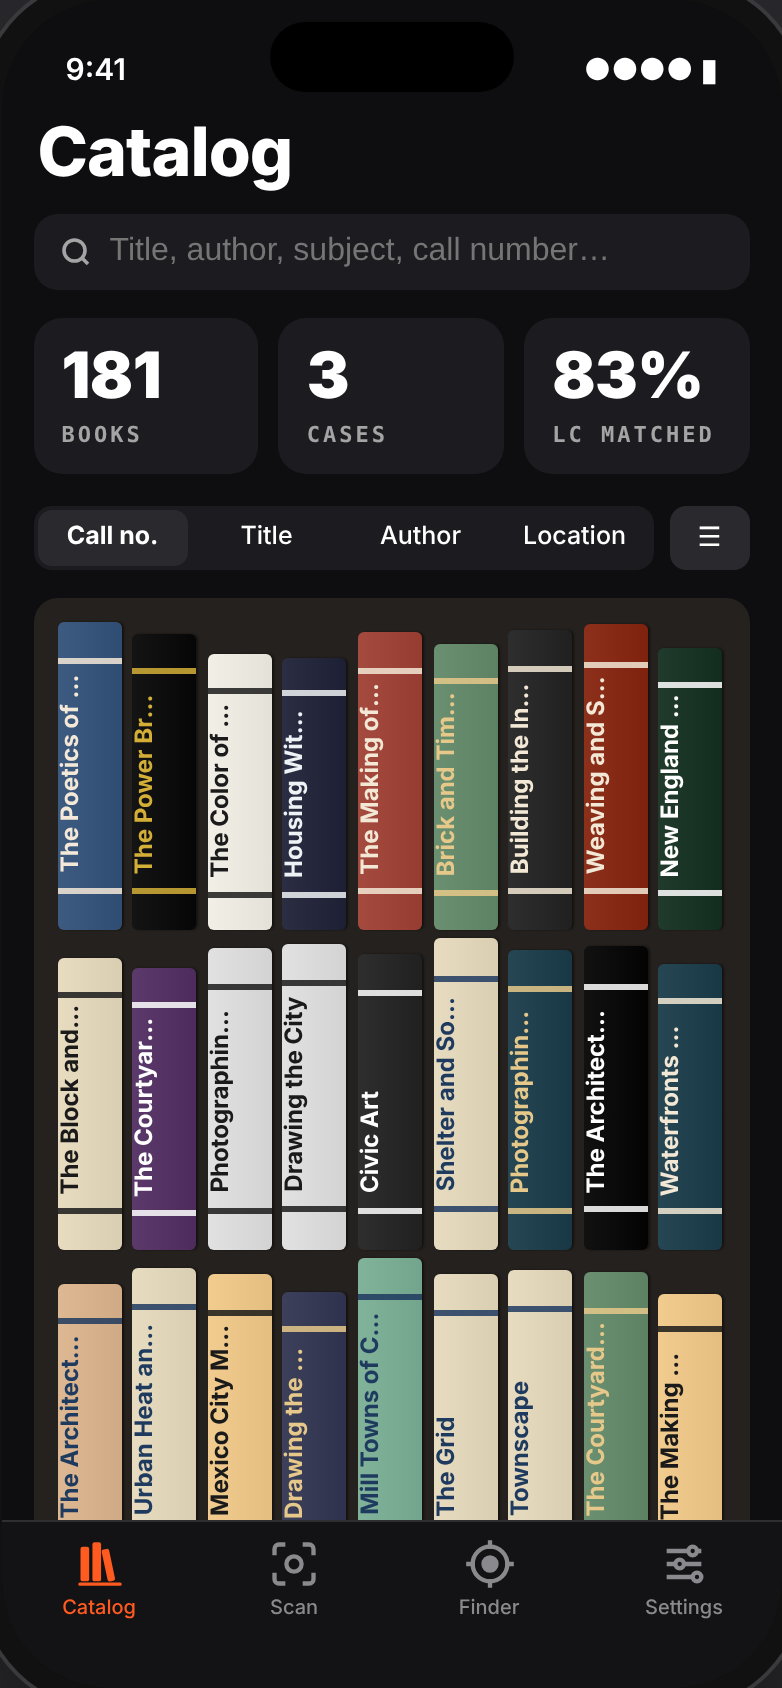 9:41
Catalog
Title, author, subject, call number…
181
BOOKS
3
CASES
83%
LC MATCHED
Call no.
Title
Author
Location
The Poetics of …
The Power Br…
The Color of …
Housing Wit…
The Making of…
Brick and Tim…
Building the In…
Weaving and S…
New England …
The Block and…
The Courtyar…
Photographin…
Drawing the City
Civic Art
Shelter and So…
Photographin…
The Architect…
Waterfronts …
The Architect…
Urban Heat an…
Mexico City M…
Drawing the …
Mill Towns of C…
The Grid
Townscape
The Courtyard…
The Making …
Catalog
Scan
Finder
Settings